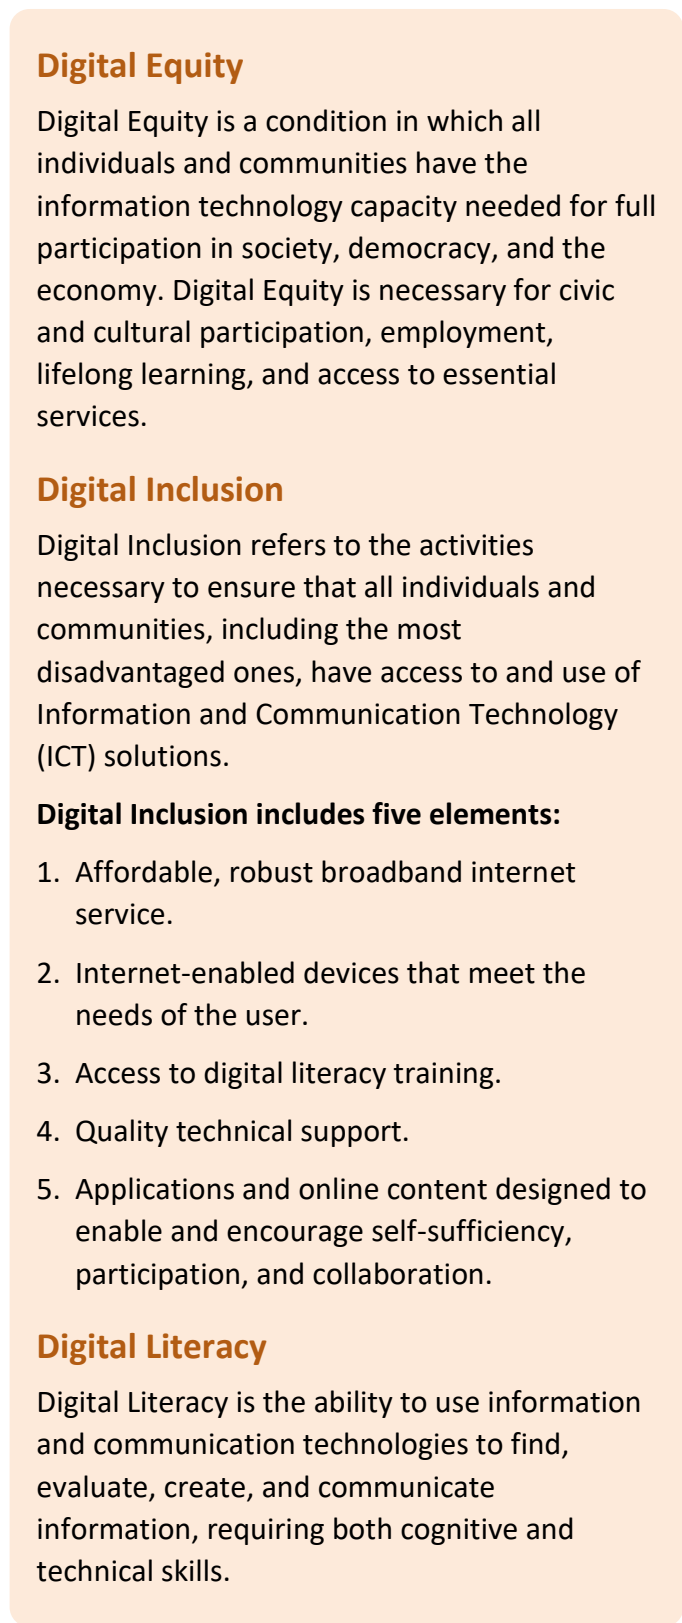 Digital Equity
Digital Equity is a condition in which all
individuals and communities have the
information technology capacity needed for full
participation in society, democracy, and the
economy. Digital Equity is necessary for civic
and cultural participation, employment,
lifelong learning, and access to essential
services.
Digital Inclusion
Digital Inclusion refers to the activities
necessary to ensure that all individuals and
communities, including the most
disadvantaged ones, have access to and use of
Information and Communication Technology
(ICT) solutions.
Digital Inclusion includes five elements:
1. Affordable, robust broadband internet
service.
2. Internet-enabled devices that meet the
needs of the user.
3. Access to digital literacy training.
4. Quality technical support.
5. Applications and online content designed to
enable and encourage self-sufficiency,
participation, and collaboration.
Digital Literacy
Digital Literacy is the ability to use information
and communication technologies to find,
evaluate, create, and communicate
information, requiring both cognitive and
technical skills.